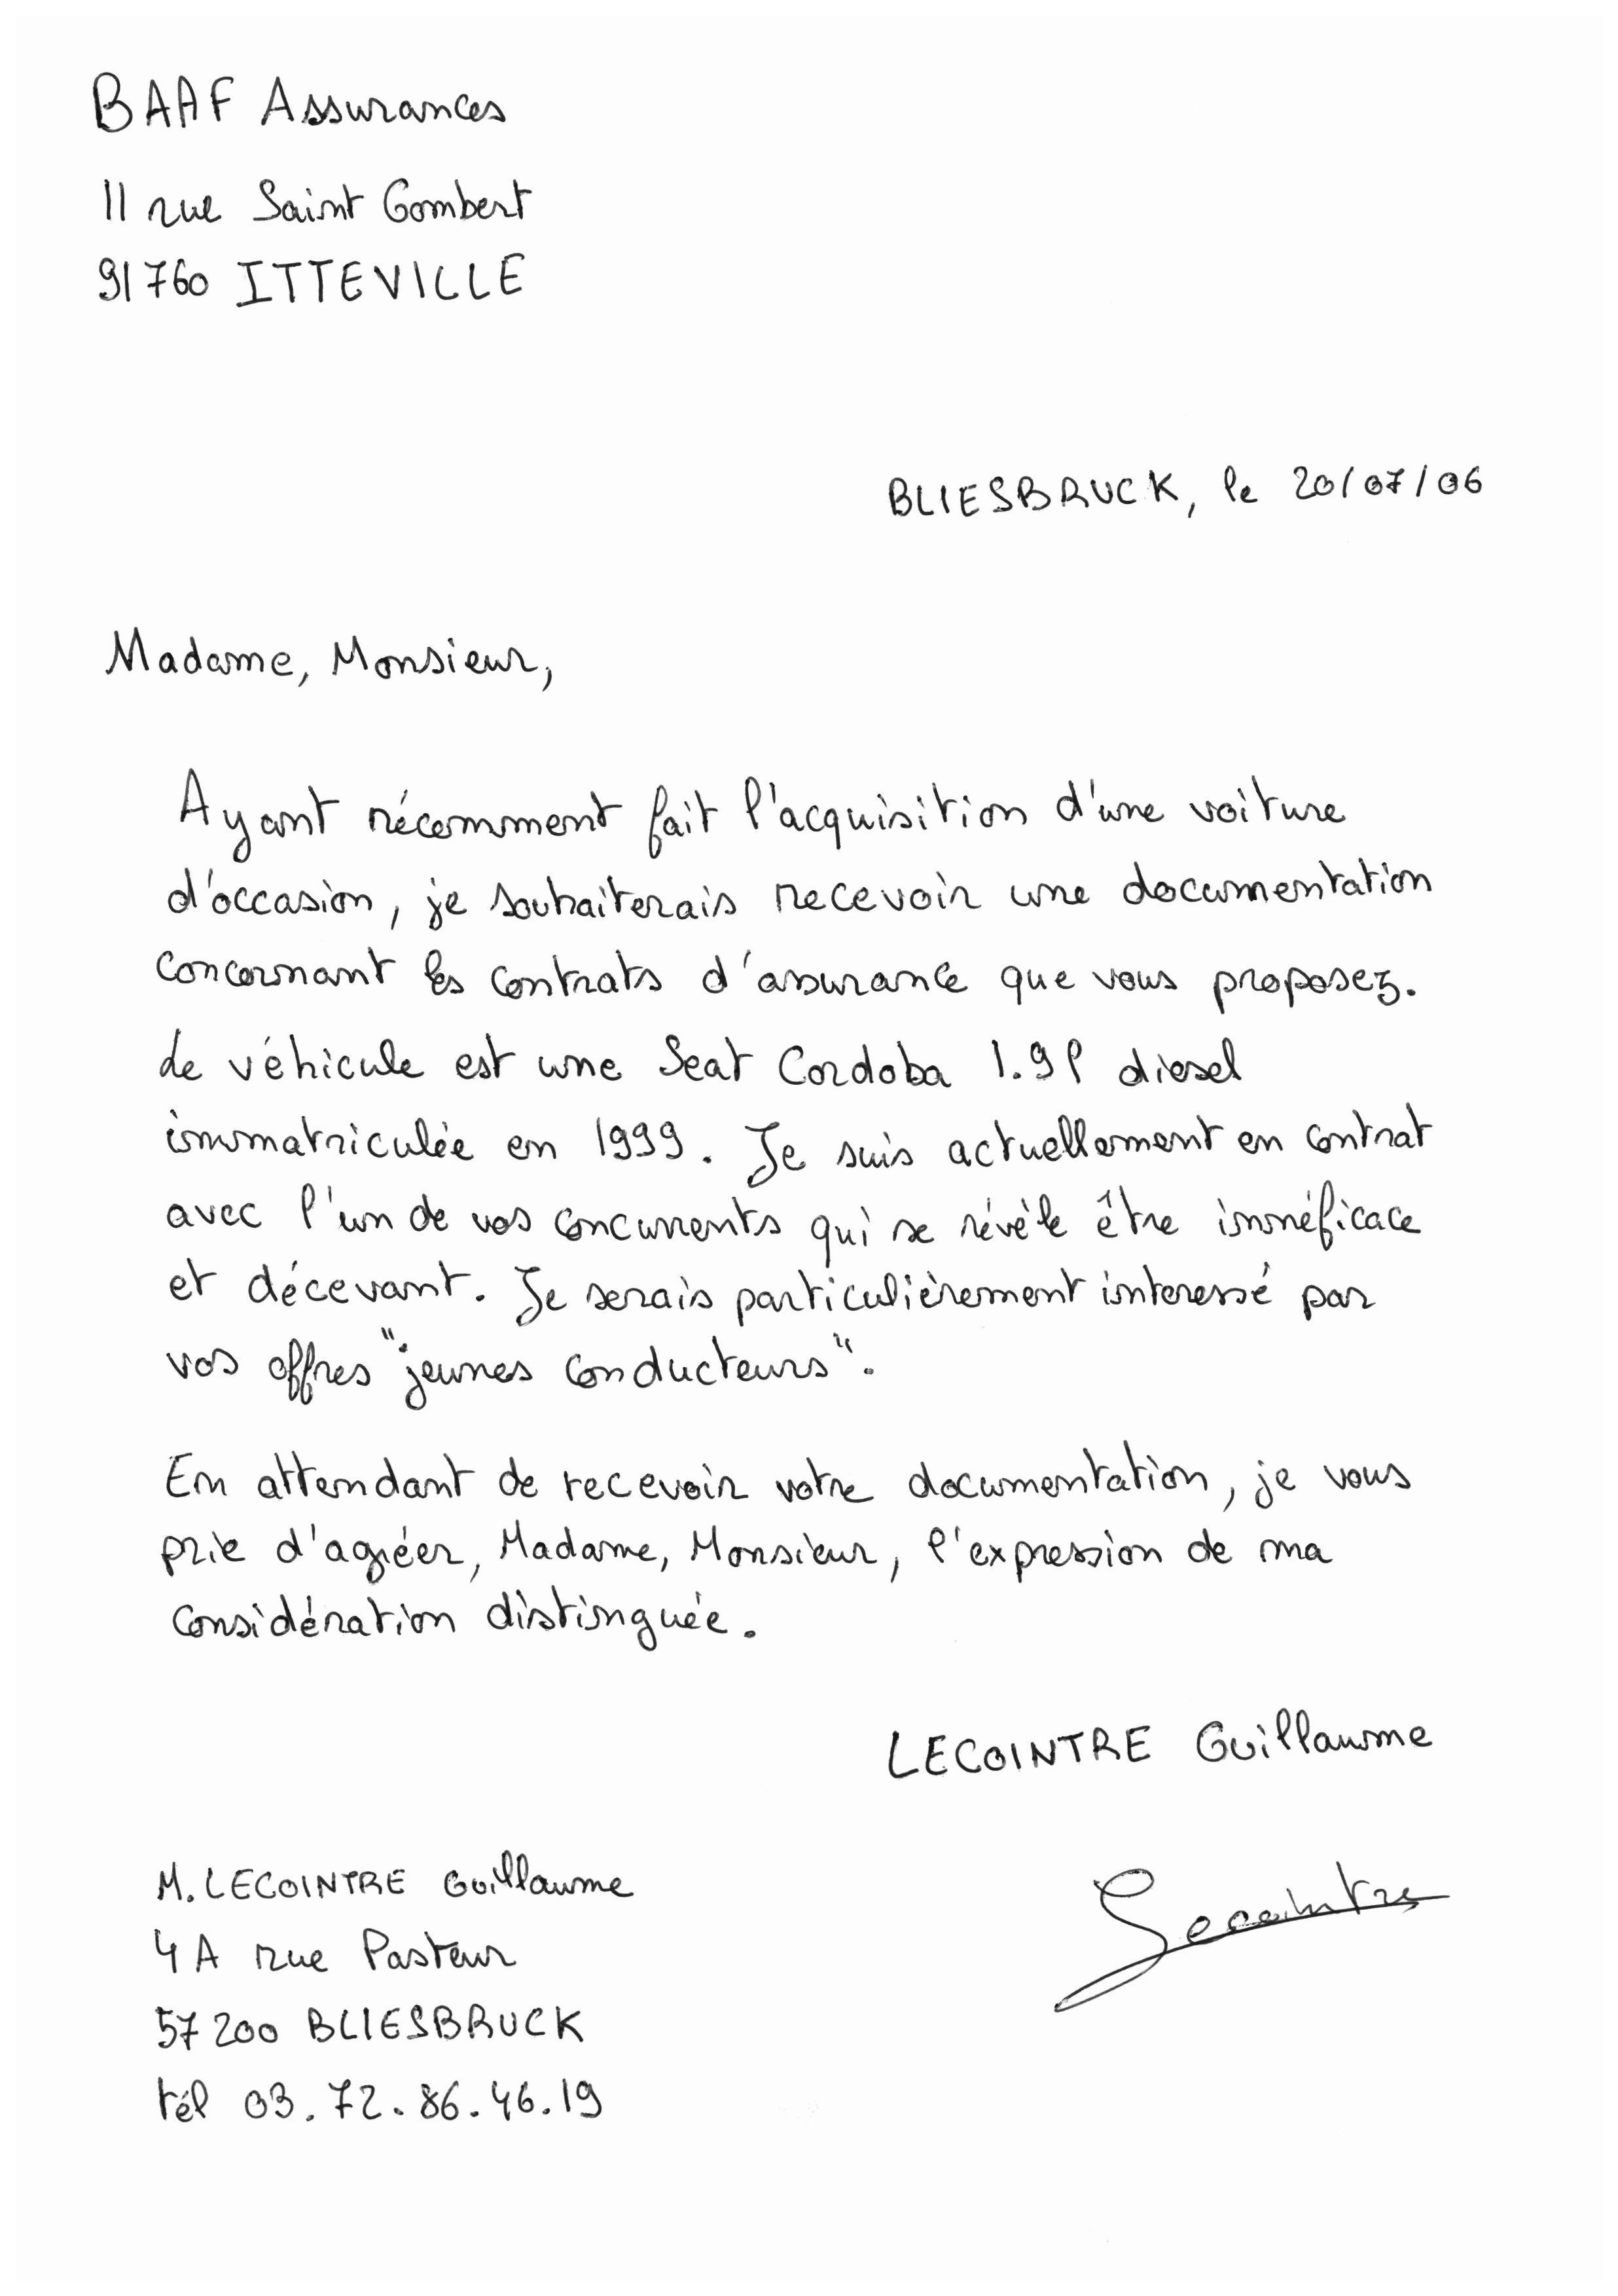 BAAF Assurances
11 rue Saint Gombert
91760 ITTEVILLE
BLIESBRUCK, le 20/07/06
Madame, Monsieur,
Ayant récemment fait l'acquisition d'une voiture
d'occasion, je souhaiterais recevoir une documentation
concernant les contrats d'assurance que vous proposez.
Le véhicule est une Seat Cordoba 1.9l diesel
immatriculée en 1999. Je suis actuellement en contrat
avec l'un de vos concurrents qui se révèle être innéficace
et décevant. Je serais particulièrement interessé par
vos offres "jeunes conducteurs".
En attendant de recevoir votre documentation, je vous
prie d'agréer, Madame, Monsieur, l'expression de ma
considération distinguée.
LECOINTRE Guillaume
M. LECOINTRE Guillaume
4A rue Pasteur
57200 BLIESBRUCK
tél 03.72.86.46.19
Lecointre